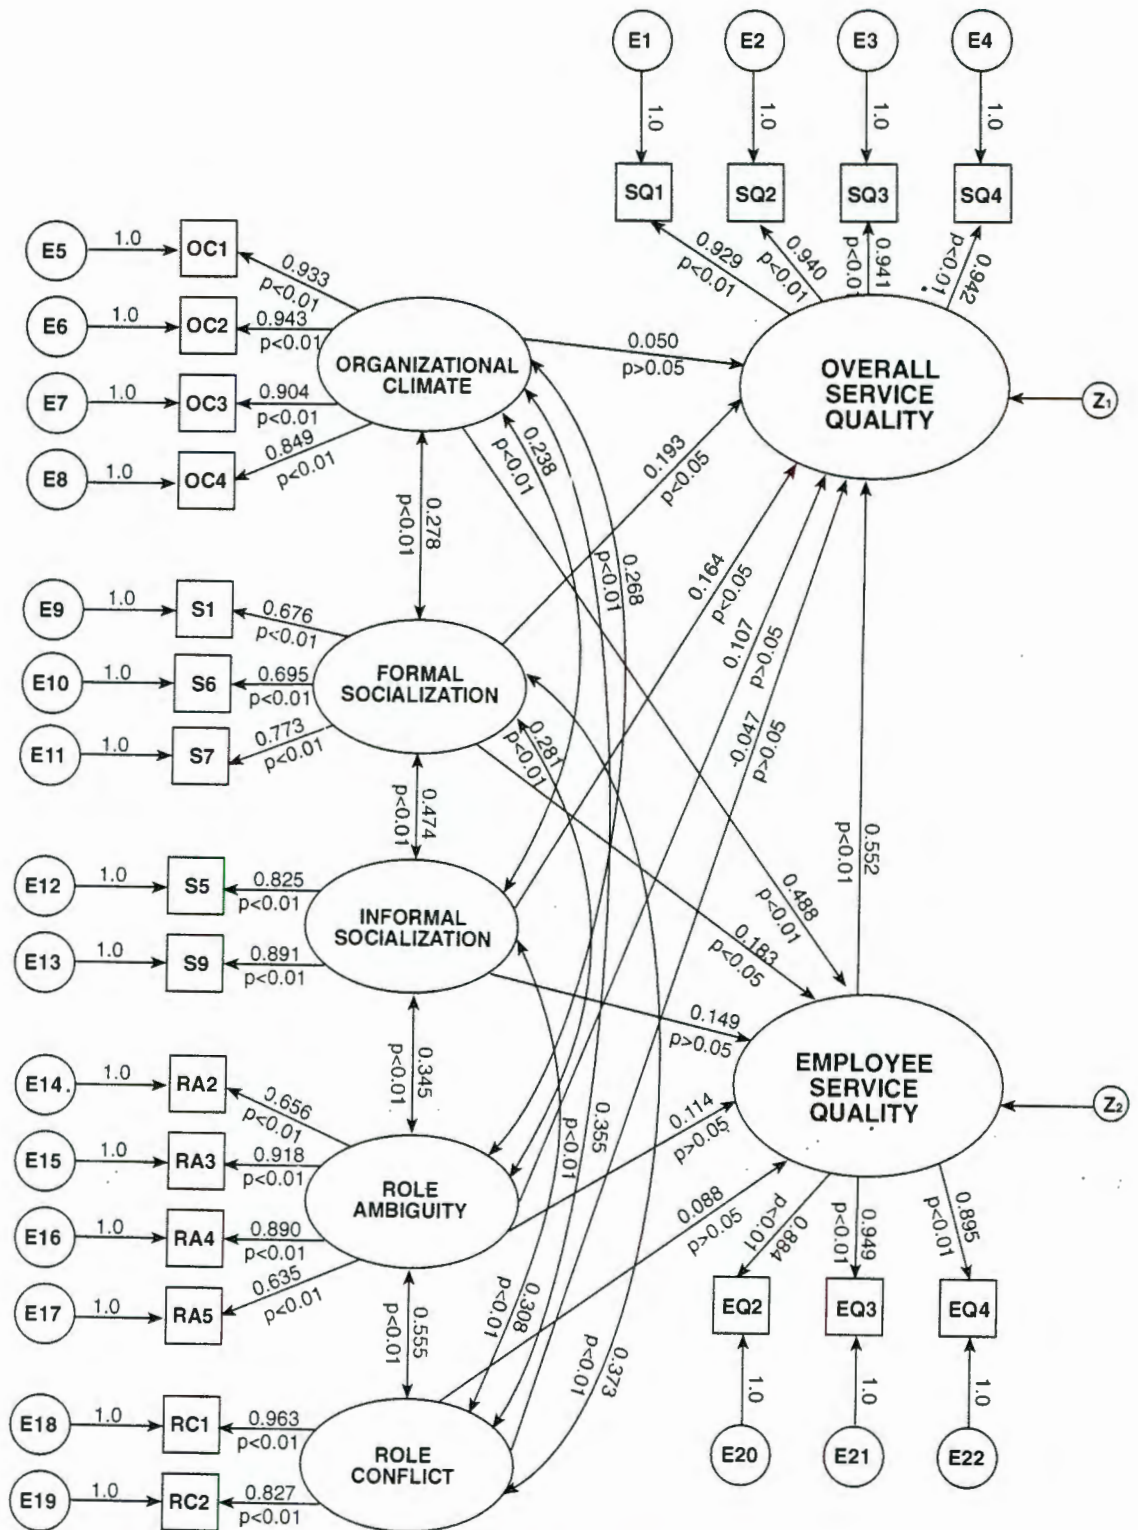 E1
E2
E3
E4
1.0
1.0
1.0
1.0
SQ1
SQ2
SQ3
SQ4
0.929
p<0.01
0.940
p<0.01
0.941
p<0.01
0.942
p<0.01
OVERALL
SERVICE
QUALITY
Z1
E5
1.0
OC1
0.933
p<0.01
E6
1.0
OC2
0.943
p<0.01
E7
1.0
OC3
0.904
p<0.01
E8
1.0
OC4
0.849
p<0.01
ORGANIZATIONAL
CLIMATE
0.050
p>0.05
0.238
p<0.01
0.193
p<0.05
0.278
p<0.01
0.268
p<0.01
0.164
p<0.05
0.107
p>0.05
-0.047
p>0.05
E9
1.0
S1
0.676
p<0.01
E10
1.0
S6
0.695
p<0.01
E11
1.0
S7
0.773
p<0.01
FORMAL
SOCIALIZATION
0.281
p<0.01
0.474
p<0.01
0.552
p<0.01
0.488
p<0.01
0.183
p<0.05
E12
1.0
S5
0.825
p<0.01
E13
1.0
S9
0.891
p<0.01
INFORMAL
SOCIALIZATION
0.149
p>0.05
0.345
p<0.01
EMPLOYEE
SERVICE
QUALITY
Z2
E14
1.0
RA2
0.656
p<0.01
E15
1.0
RA3
0.918
p<0.01
E16
1.0
RA4
0.890
p<0.01
E17
1.0
RA5
0.635
p<0.01
ROLE
AMBIGUITY
0.355
p<0.01
0.114
p>0.05
0.088
p>0.05
0.884
p<0.01
0.949
p<0.01
0.895
p<0.01
0.555
p<0.01
0.308
p<0.01
0.373
p<0.01
EQ2
EQ3
EQ4
1.0
1.0
1.0
E20
E21
E22
E18
1.0
RC1
0.963
p<0.01
E19
1.0
RC2
0.827
p<0.01
ROLE
CONFLICT